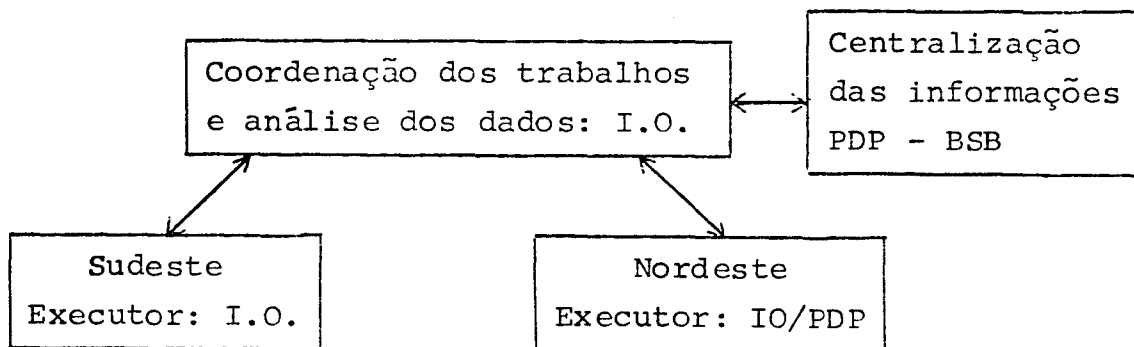 Coordenação dos trabalhos
e análise dos dados: I.O.
Centralização
das informações
PDP - BSB
Sudeste
Executor: I.O.
Nordeste
Executor: IO/PDP